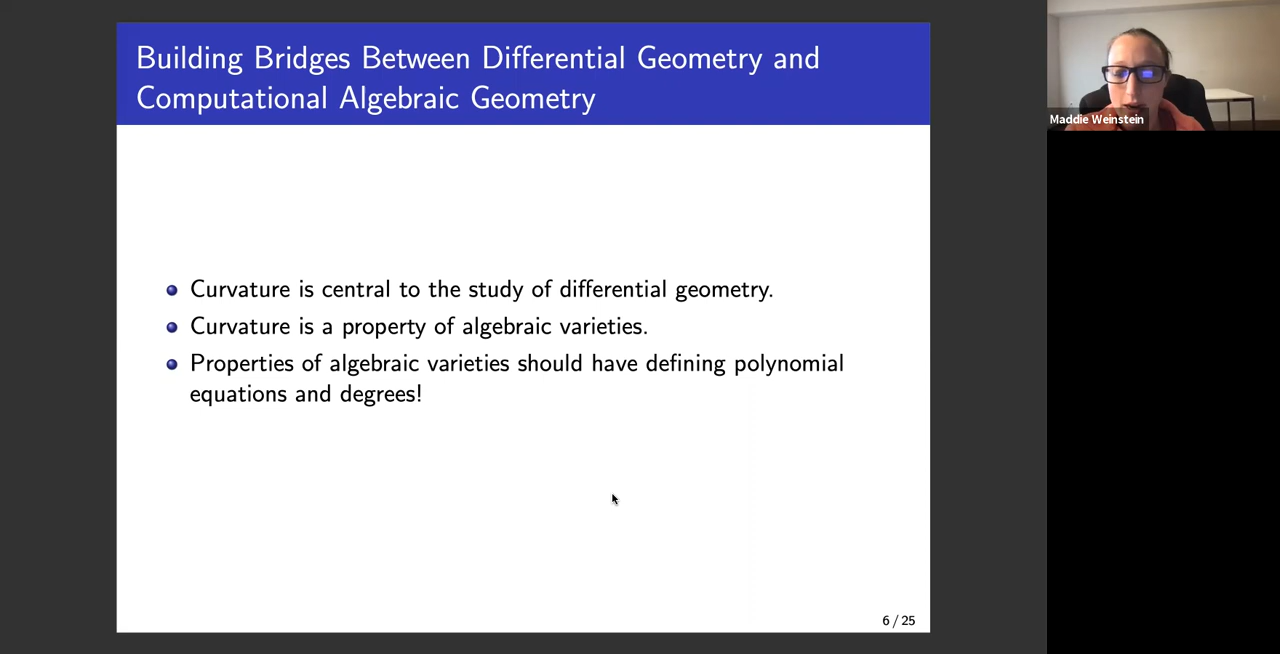 Building Bridges Between Differential Geometry and
Computational Algebraic Geometry
Maddie Weinstein
Curvature is central to the study of differential geometry.
Curvature is a property of algebraic varieties.
Properties of algebraic varieties should have defining polynomial
equations and degrees!
6 / 25